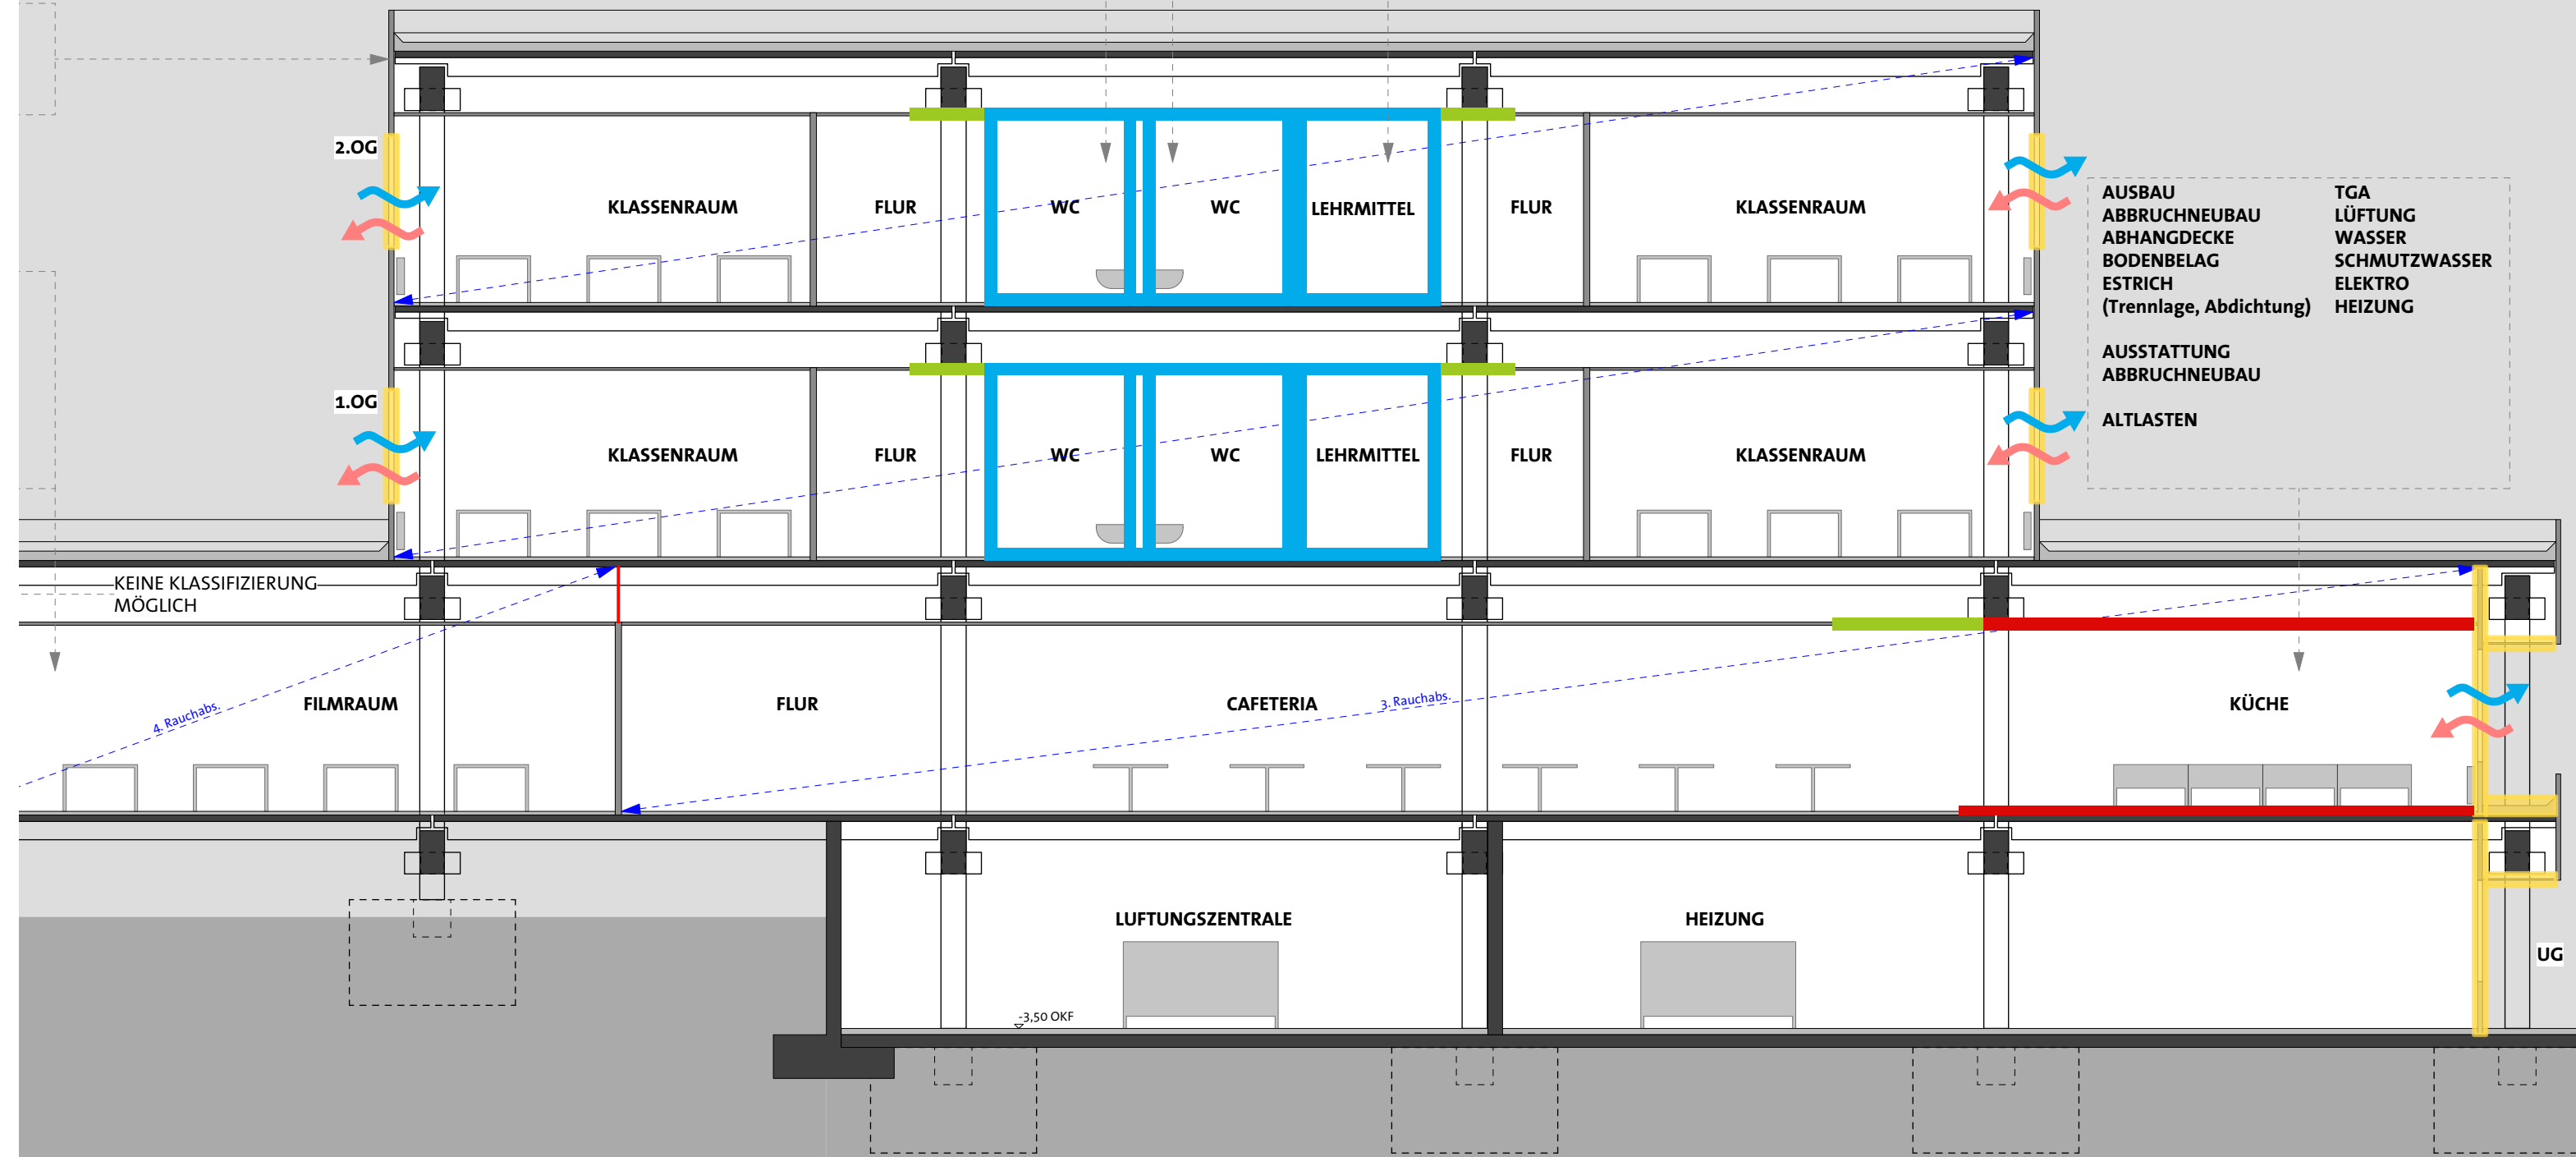 2.OG
KLASSENRAUM
FLUR
WC
WC
LEHRMITTEL
FLUR
KLASSENRAUM
AUSBAU
ABBRUCHNEUBAU
ABHANGDECKE
BODENBELAG
ESTRICH
(Trennlage, Abdichtung)
AUSSTATTUNG
ABBRUCHNEUBAU
ALTLASTEN
TGA
LÜFTUNG
WASSER
SCHMUTZWASSER
ELEKTRO
HEIZUNG
1.OG
KLASSENRAUM
FLUR
WC
WC
LEHRMITTEL
FLUR
KLASSENRAUM
KEINE KLASSIFIZIERUNG
MÖGLICH
FILMRAUM
4. Rauchabs.
FLUR
CAFETERIA
3. Rauchabs.
KÜCHE
LUFTUNGSZENTRALE
HEIZUNG
UG
-3,50 OKF